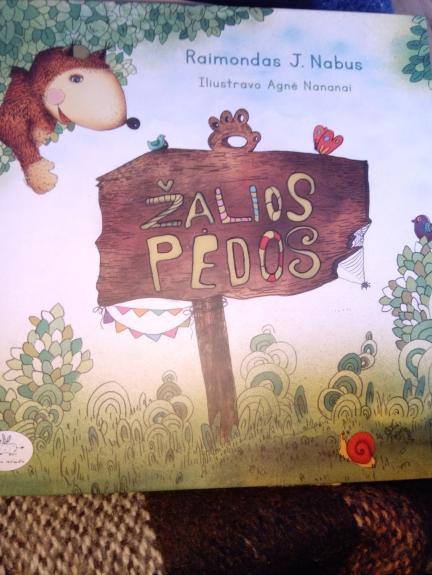 Raimondas J. Nabus
Iliustravo Agnė Nananai
ŽALIOS
PĖDOS